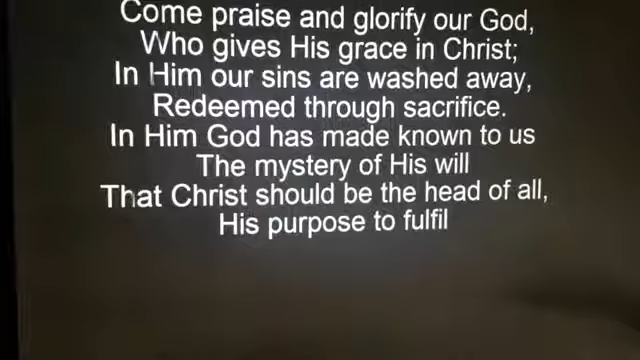 Come praise and glorify our God,
Who gives His grace in Christ;
In Him our sins are washed away,
Redeemed through sacrifice.
In Him God has made known to us
The mystery of His will
That Christ should be the head of all,
His purpose to fulfil